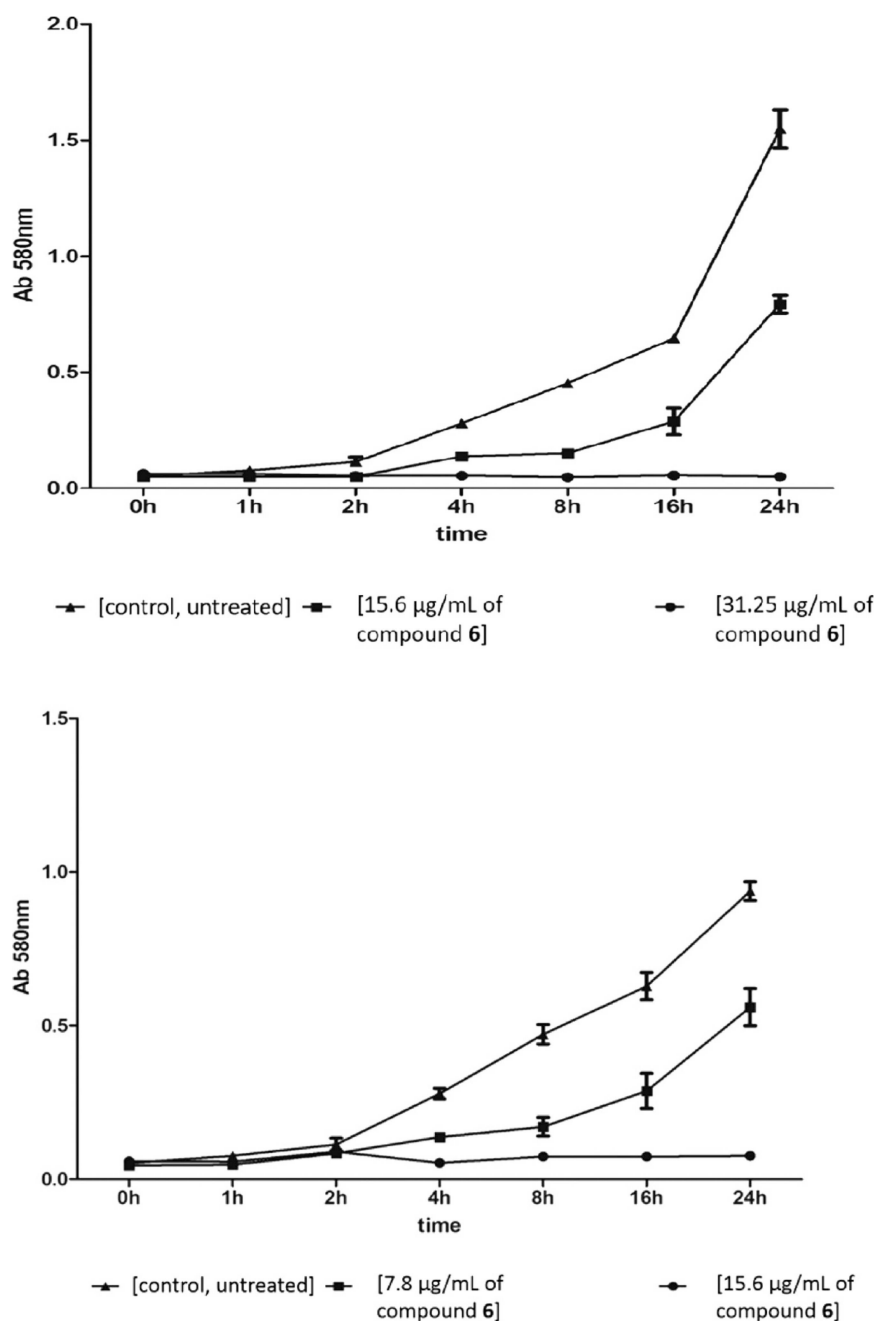 2.0
1.5
1.0
0.5
0.0
Ab 580nm
0h 1h 2h 4h 8h 16h 24h
time
[control, untreated] [15.6 µg/mL of [31.25 µg/mL of
compound 6] compound 6]
1.5
1.0
0.5
0.0
Ab 580nm
0h 1h 2h 4h 8h 16h 24h
time
[control, untreated] [7.8 µg/mL of [15.6 µg/mL of
compound 6] compound 6]